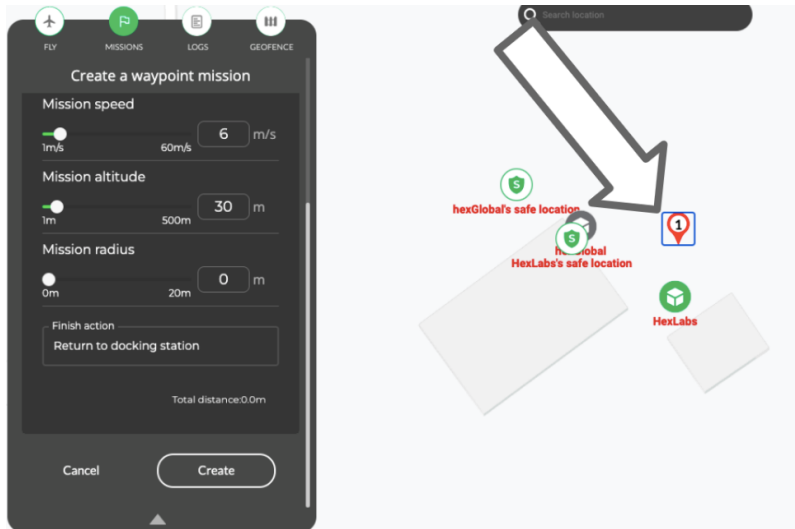 FLY
MISSIONS
LOGS
GEOFENCE
Create a waypoint mission
Mission speed
6 m/s
1m/s
60m/s
Mission altitude
30 m
1m
500m
Mission radius
0 m
0m
20m
Finish action
Return to docking station
Total distance:0.0m
Cancel
Create
Search location
S
hexGlobal's safe location
1
S
HexLabs's safe location
HexLabs